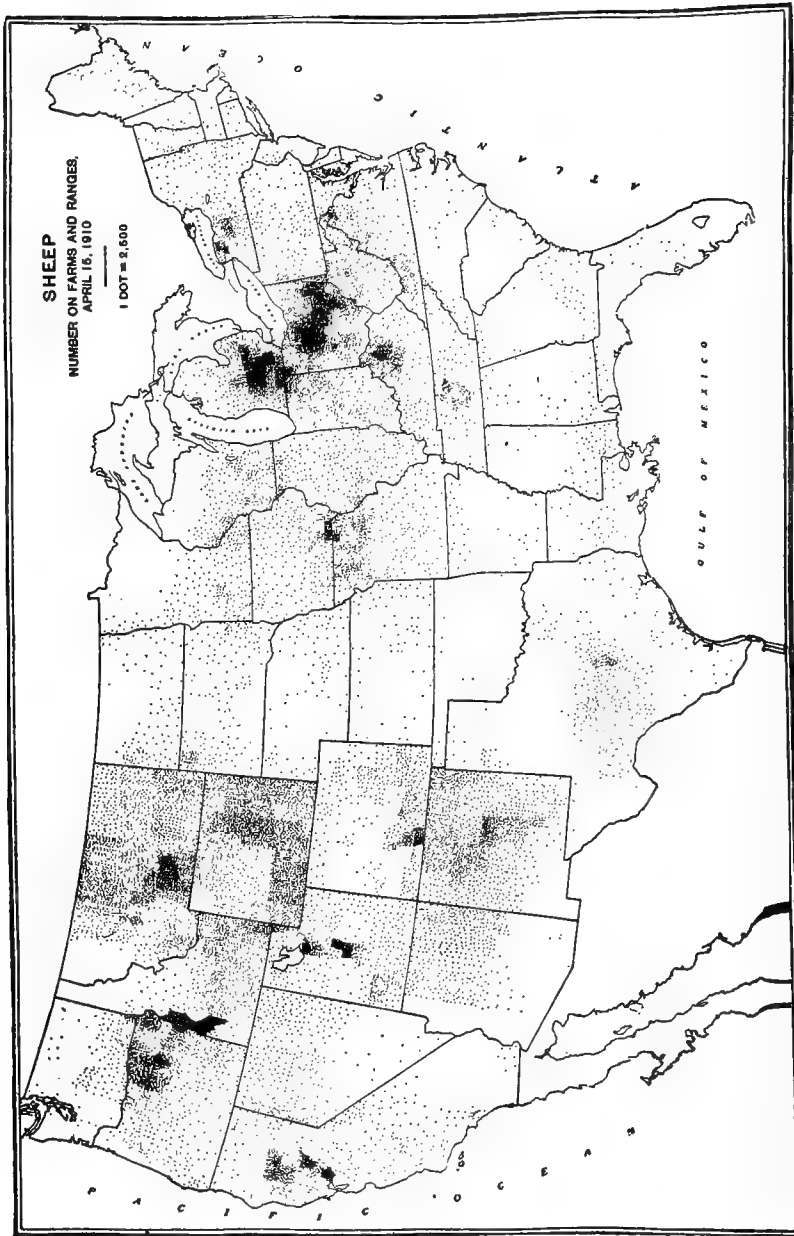 SHEEP
NUMBER ON FARMS AND RANGES,
APRIL 15, 1910
1 DOT = 2,500
ATLANTIC OCEAN
GULF OF MEXICO
PACIFIC OCEAN